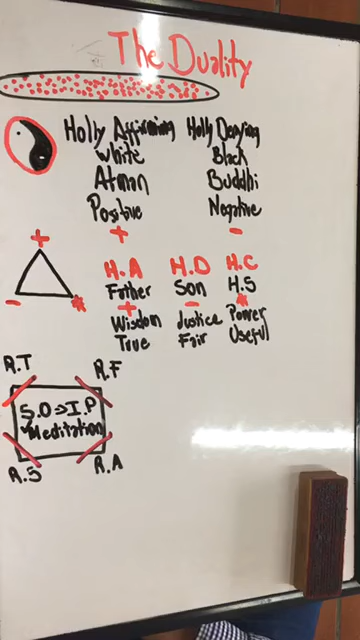 The Duality
Holly Affirming Holly Denying
White Black
Atman Buddhi
Positive Negative
+ -
+
- *
H.A H.D H.C
Father Son H.S
+ - *
Wisdom Justice Power
True Fair Useful
R.T R.F
S.O => I.P
Meditation
R.S R.A